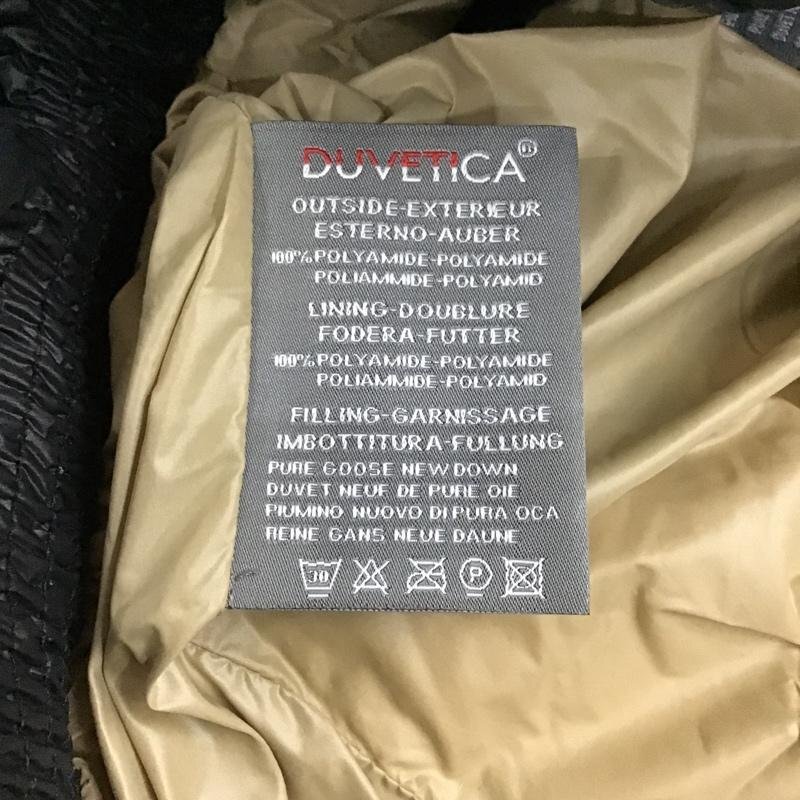 DUVETICA®
OUTSIDE-EXTERIEUR
ESTERNO-AUBER
100% POLYAMIDE-POLYAMIDE
POLIAMMIDE-POLYAMID
LINING-DOUBLURE
FODERA-FUTTER
100% POLYAMIDE-POLYAMIDE
POLIAMMIDE-POLYAMID
FILLING-GARNISSAGE
IMBOTTITURA-FULLUNG
PURE GOOSE NEW DOWN
DUVET NEUF DE PURE OIE
PIUMINO NUOVO DI PURA OCA
REINE GANS NEUE DAUNE
30 P